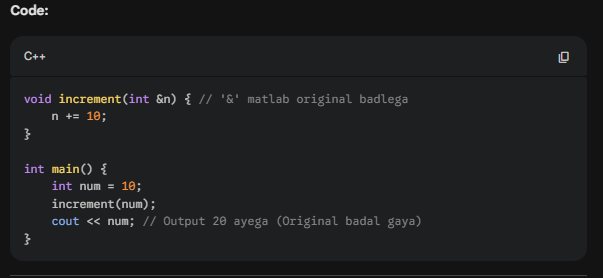 Code:
C++
void increment(int &n) { // '&' matlab original badlega
    n += 10;
}

int main() {
    int num = 10;
    increment(num);
    cout << num; // Output 20 ayega (Original badal gaya)
}